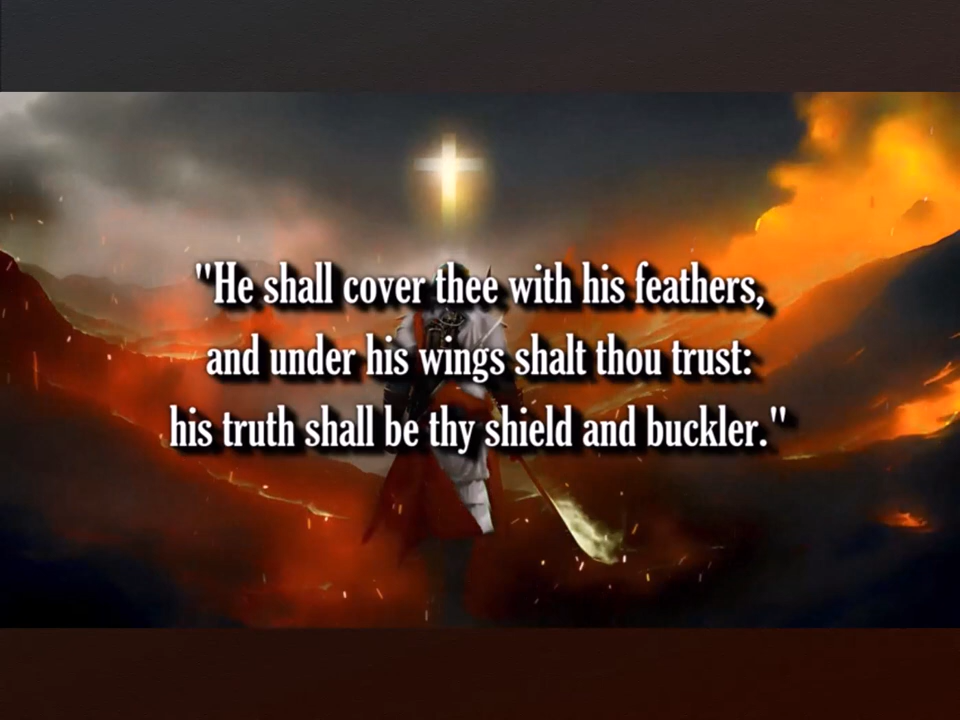 "He shall cover thee with his feathers,
and under his wings shalt thou trust:
his truth shall be thy shield and buckler."